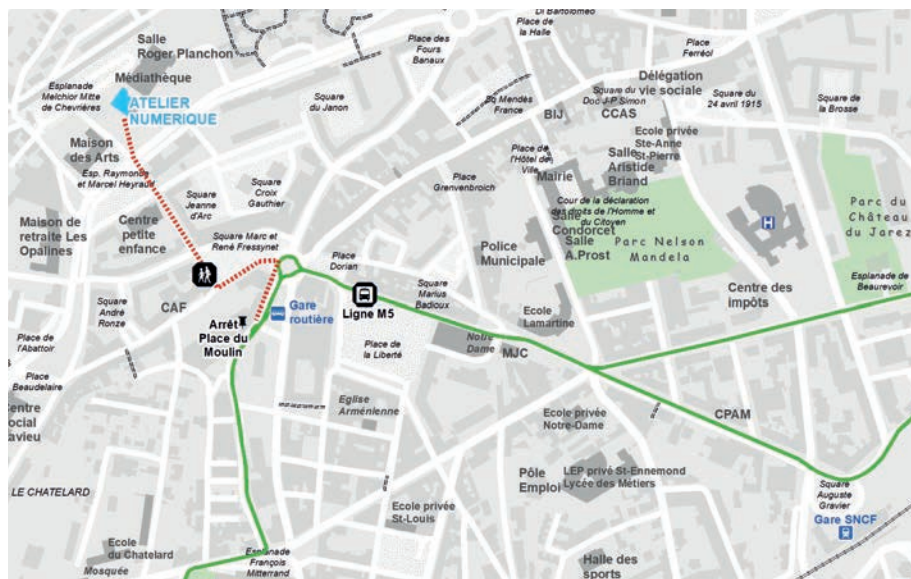 Di Bartolomeo
Place de
la Halle
Salle
Roger Planchon
Place des
Fours
Banaux
Place
Ferréol
Esplanade
Melchior Mitte
de Chevrières
Médiathèque
ATELIER
NUMERIQUE
Square
du Janon
Sq Mendès
France
Délégation
vie sociale
Square du
Doc J-P Simon
BIJ
CCAS
Square du
24 avril 1915
Square de
la Brosse
Ecole privée
Ste-Anne
St-Pierre
Maison
des Arts
Esp. Raymonde
et Marcel Heyraud
Place de
l'Hôtel de
Ville
Salle
Aristide
Briand
Mairie
Square
Jeanne
d'Arc
Square
Croix
Gauthier
Place
Grenvenbroich
Cour de la déclaration
des droits de l'Homme et
du Citoyen
Salle
Condorcet
Salle
A.Prost
Parc Nelson
Mandela
H
Parc du
Château
du Jarez
Maison de
retraite Les
Opalines
Centre
petite
enfance
Square Marc et
René Fressynet
Place
Dorian
Police
Municipale
Centre des
impôts
Esplanade de
Beaurevoir
Square
André
Ronze
CAF
Arrêt
Place du
Moulin
Gare
routière
Ligne M5
Square
Marius
Badioux
Ecole
Lamartine
Place de
l'Abattoir
Place de
la Liberté
Notre
Dame
MJC
Place
Beaudelaire
Centre
social
avieu
Eglise
Arménienne
Ecole privée
Notre-Dame
CPAM
LE CHATELARD
Pôle
Emploi
LEP privé St-Ennemond
Lycée des Métiers
Square
Auguste
Gravier
Gare SNCF
Ecole privée
St-Louis
Ecole
du Chatelard
Mosquée
Esplanade
François
Mitterrand
Halle des
sports